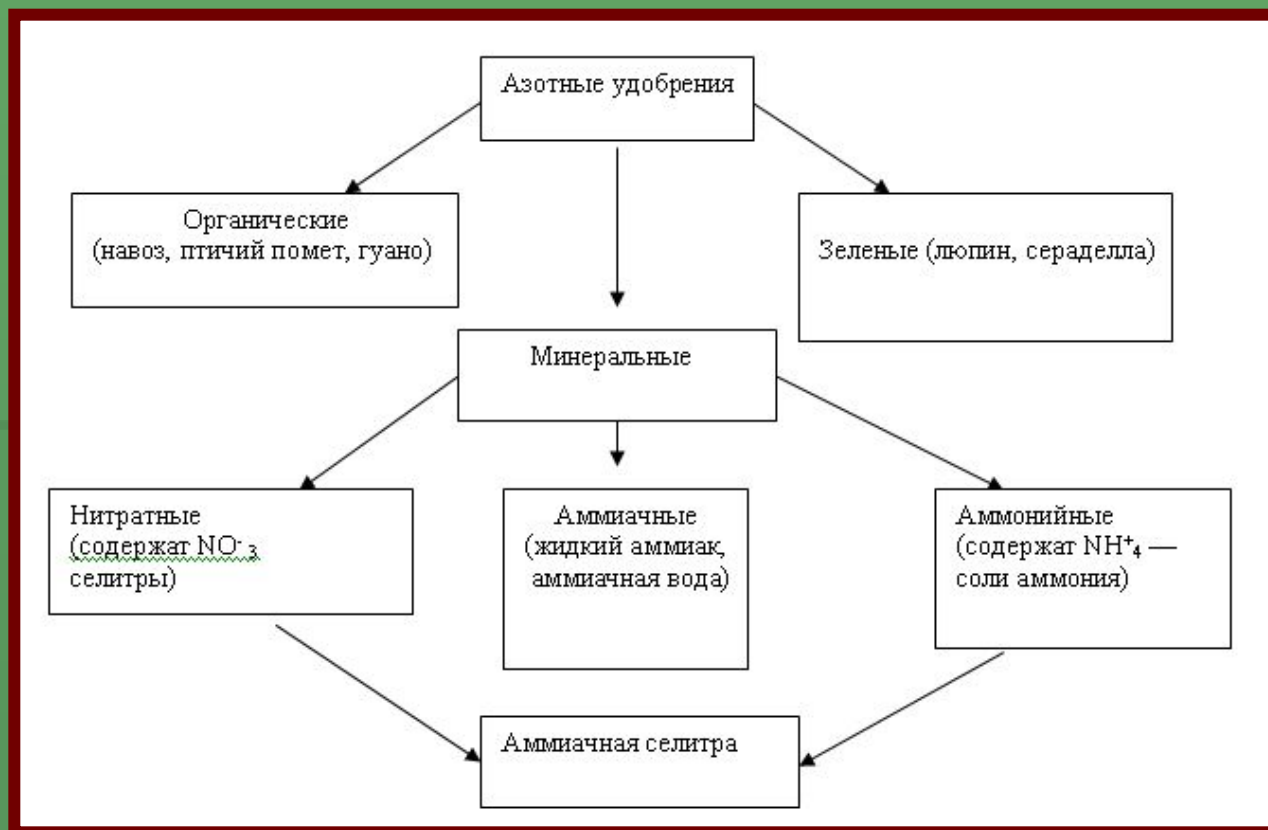 Азотные удобрения
Органические
(навоз, птичий помет, гуано)
Зеленые (люпин, сераделла)
Минеральные
Нитратные
(содержат NO⁻₃
селитры)
Аммиачные
(жидкий аммиак,
аммиачная вода)
Аммонийные
(содержат NH⁺₄ —
соли аммония)
Аммиачная селитра